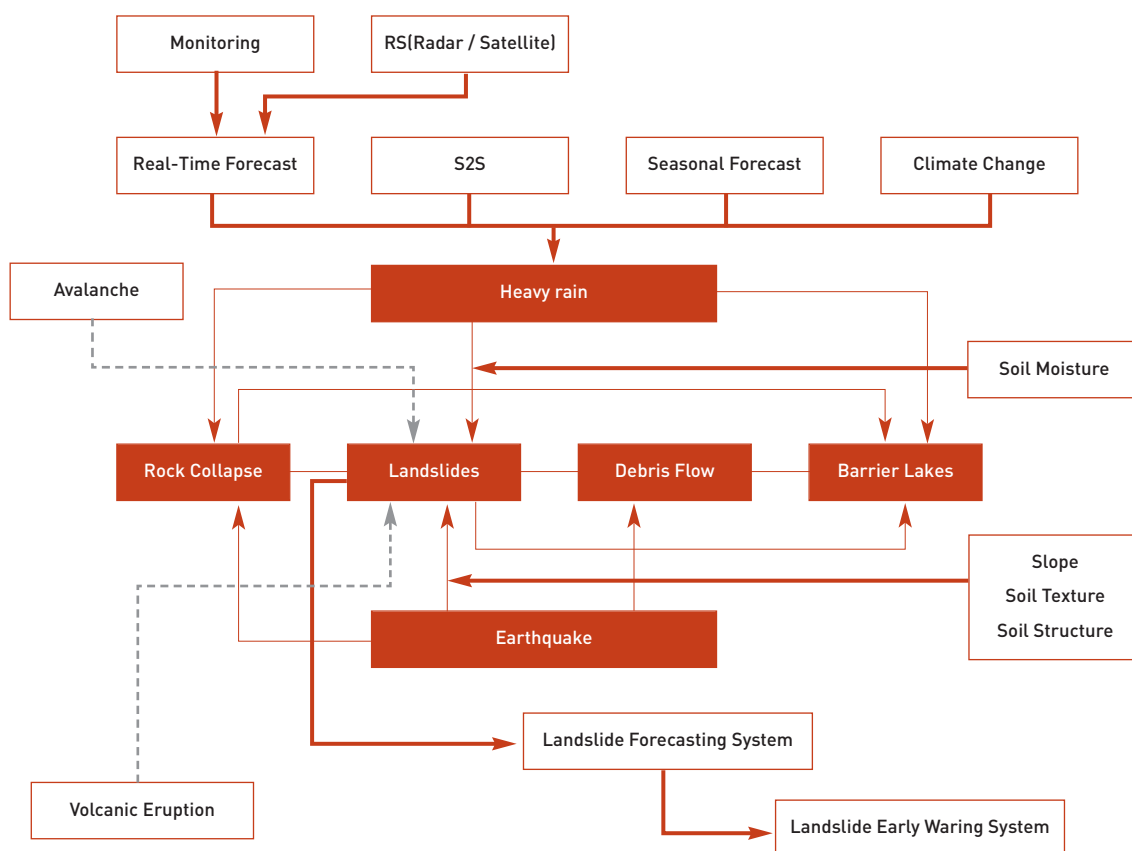 Monitoring
RS(Radar / Satellite)
Real-Time Forecast
S2S
Seasonal Forecast
Climate Change
Avalanche
Heavy rain
Soil Moisture
Rock Collapse
Landslides
Debris Flow
Barrier Lakes
Slope
Soil Texture
Soil Structure
Earthquake
Landslide Forecasting System
Volcanic Eruption
Landslide Early Waring System